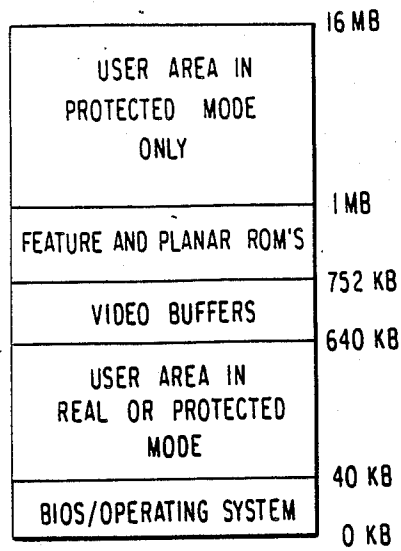 16 MB
USER AREA IN
PROTECTED MODE
ONLY
1 MB
FEATURE AND PLANAR ROM'S
752 KB
VIDEO BUFFERS
640 KB
USER AREA IN
REAL OR PROTECTED
MODE
40 KB
BIOS/OPERATING SYSTEM
0 KB